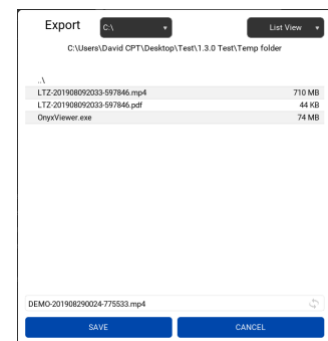 Export C:\ List View
C:\Users\David CPT\Desktop\Test\1.3.0 Test\Temp folder
..\
LTZ-201908092033-597846.mp4 710 MB
LTZ-201908092033-597846.pdf 44 KB
OnyxViewer.exe 74 MB
DEMO-201908290024-775533.mp4
SAVE CANCEL